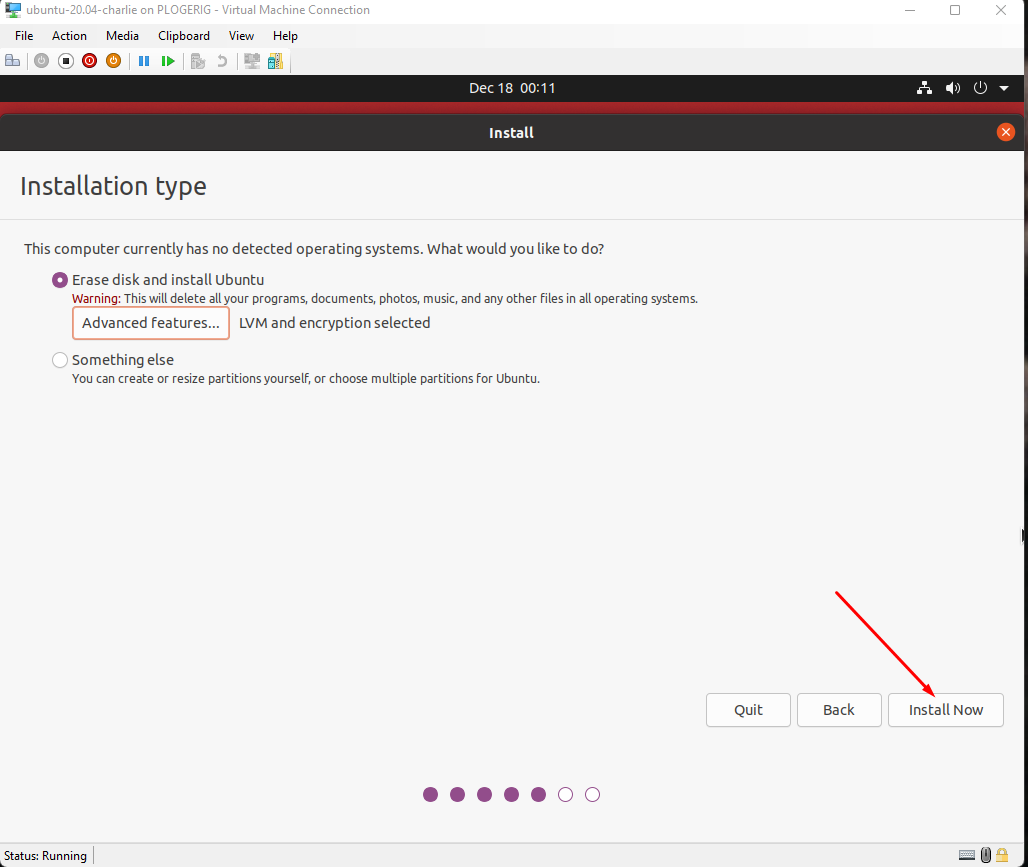 ubuntu-20.04-charlie on PLOGERIG - Virtual Machine Connection
File Action Media Clipboard View Help
Dec 18 00:11
Install
Installation type
This computer currently has no detected operating systems. What would you like to do?
Erase disk and install Ubuntu
Warning: This will delete all your programs, documents, photos, music, and any other files in all operating systems.
Advanced features... LVM and encryption selected
Something else
You can create or resize partitions yourself, or choose multiple partitions for Ubuntu.
Quit Back Install Now
Status: Running